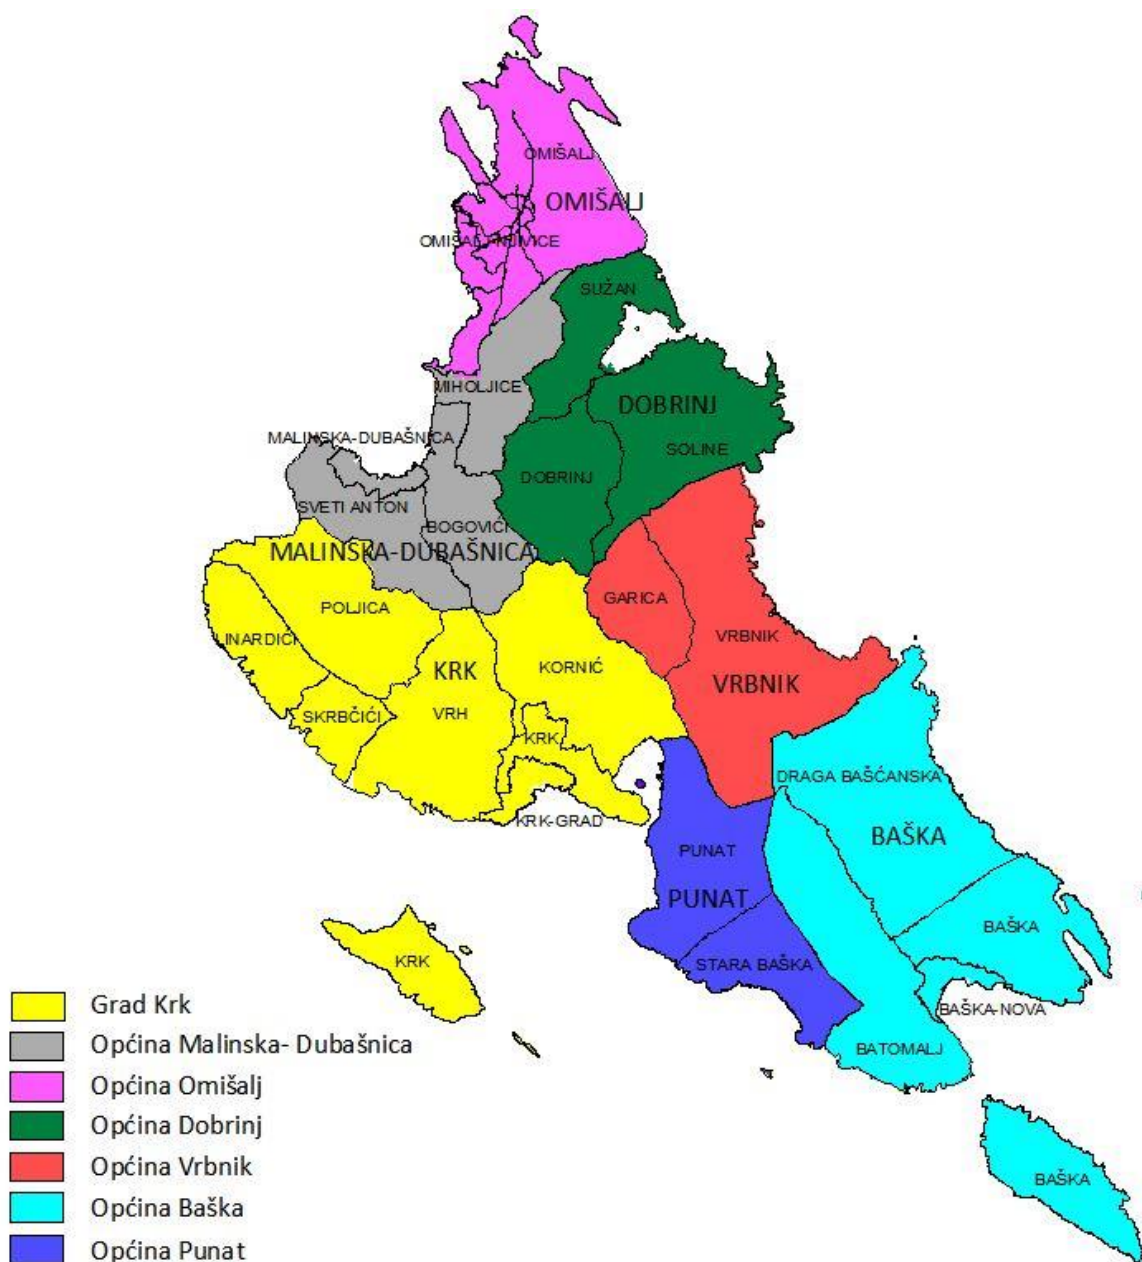 OMIŠALJ
OMIŠALJ
OMIŠALJ-NJIVICE
SUŽAN
MIHOLJICE
DOBRINJ
MALINSKA-DUBAŠNICA
SOLINE
DOBRINJ
SVETI ANTON
BOGOVIĆI
MALINSKA-DUBAŠNICA
GARICA
POLJICA
LINARDIĆI
VRBNIK
KRK
KORNIĆ
VRBNIK
SKRBČIĆI
VRH
KRK
DRAGA BAŠĆANSKA
KRK-GRAD
BAŠKA
PUNAT
PUNAT
BAŠKA
KRK
STARA BAŠKA
BAŠKA-NOVA
BATOMALJ
BAŠKA
Grad Krk
Općina Malinska- Dubašnica
Općina Omišalj
Općina Dobrinj
Općina Vrbnik
Općina Baška
Općina Punat